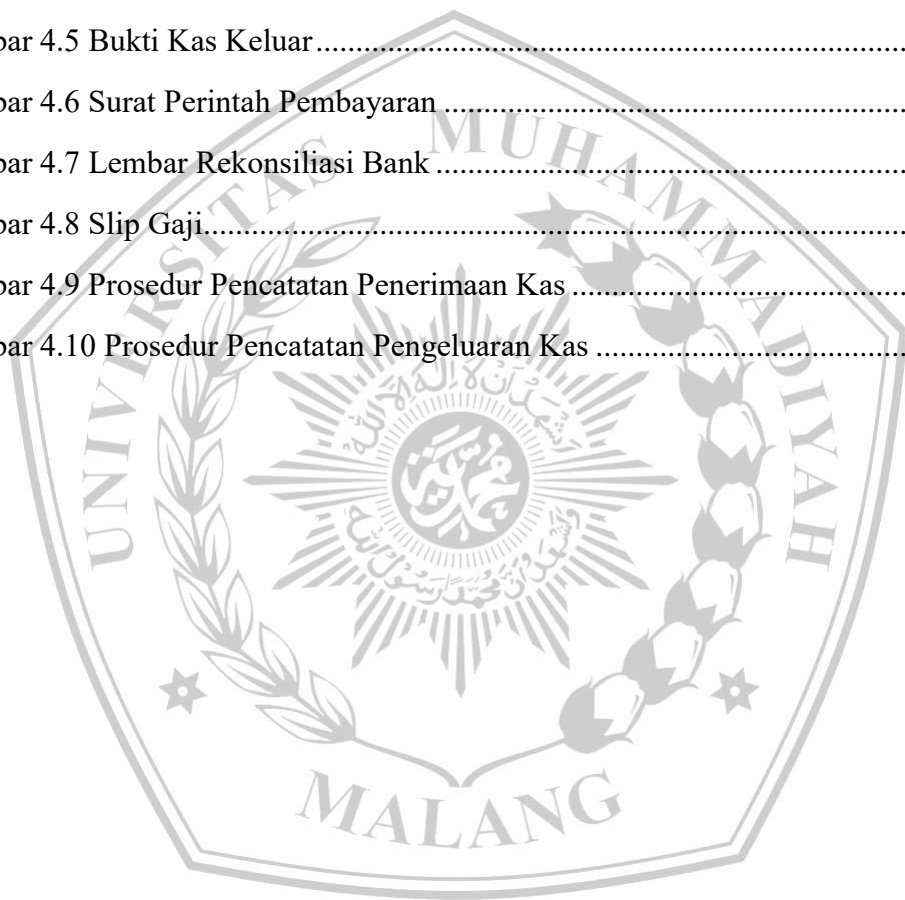 bar 4.5 Bukti Kas Keluar..........................................................................................
bar 4.6 Surat Perintah Pembayaran ......................................................................
bar 4.7 Lembar Rekonsiliasi Bank ......................................................................
bar 4.8 Slip Gaji..........................................................................................
bar 4.9 Prosedur Pencatatan Penerimaan Kas ..................................................
bar 4.10 Prosedur Pencatatan Pengeluaran Kas ..............................................
UNIVERSITAS MUHAMMADIYAH
MALANG